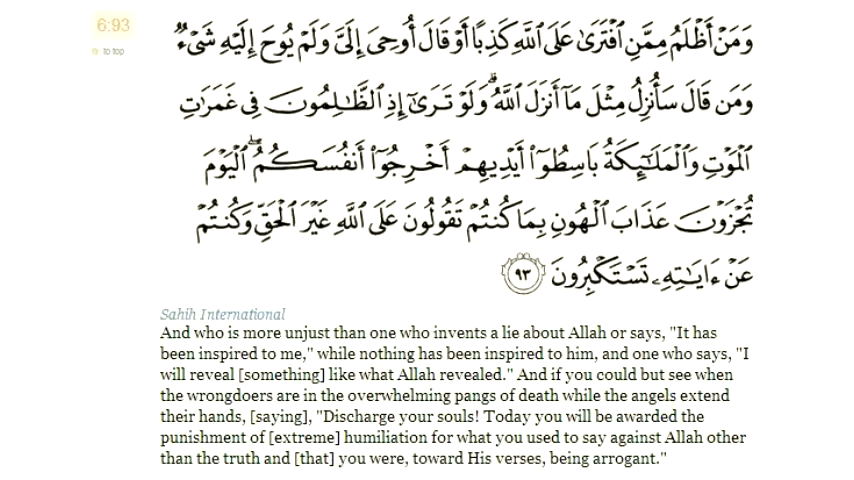 6:93
to top
وَمَنْ أَظْلَمُ مِمَّنِ ٱفْتَرَىٰ عَلَى ٱللَّهِ كَذِبًا أَوْ قَالَ أُوحِىَ إِلَىَّ وَلَمْ يُوحَ إِلَيْهِ شَىْءٌ
وَمَن قَالَ سَأُنزِلُ مِثْلَ مَآ أَنزَلَ ٱللَّهُ ۗ وَلَوْ تَرَىٰٓ إِذِ ٱلظَّـٰلِمُونَ فِى غَمَرَٰتِ
ٱلْمَوْتِ وَٱلْمَلَـٰٓئِكَةُ بَاسِطُوٓا۟ أَيْدِيهِمْ أَخْرِجُوٓا۟ أَنفُسَكُمُ ۖ ٱلْيَوْمَ
تُجْزَوْنَ عَذَابَ ٱلْهُونِ بِمَا كُنتُمْ تَقُولُونَ عَلَى ٱللَّهِ غَيْرَ ٱلْحَقِّ وَكُنتُمْ
عَنْ ءَايَـٰتِهِۦ تَسْتَكْبِرُونَ ٩٣
Sahih International
And who is more unjust than one who invents a lie about Allah or says, "It has
been inspired to me," while nothing has been inspired to him, and one who says, "I
will reveal [something] like what Allah revealed." And if you could but see when
the wrongdoers are in the overwhelming pangs of death while the angels extend
their hands, [saying], "Discharge your souls! Today you will be awarded the
punishment of [extreme] humiliation for what you used to say against Allah other
than the truth and [that] you were, toward His verses, being arrogant."